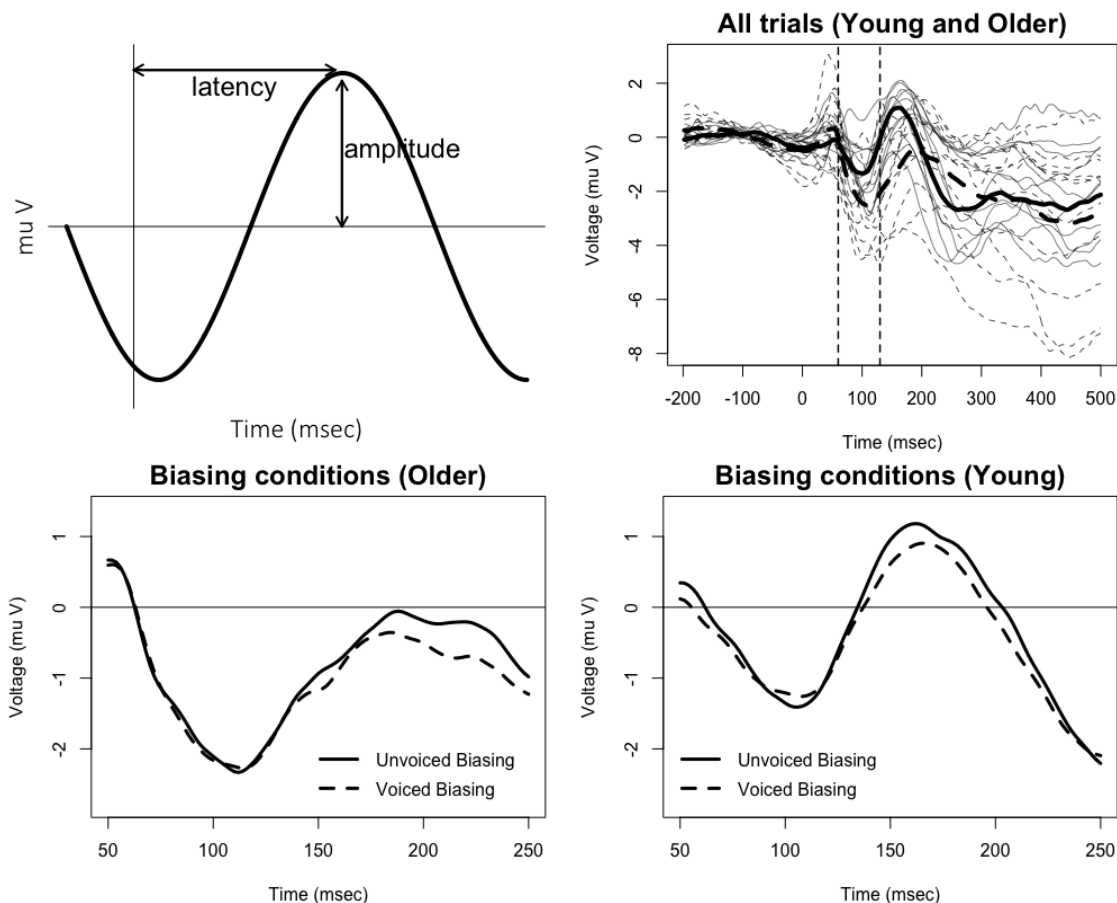 latency
amplitude
mu V
Time (msec)
All trials (Young and Older)
Voltage (mu V)
2
0
-2
-4
-6
-8
-200 -100 0 100 200 300 400 500
Time (msec)
Biasing conditions (Older)
Voltage (mu V)
1
0
-1
-2
Unvoiced Biasing
Voiced Biasing
50 100 150 200 250
Time (msec)
Biasing conditions (Young)
Voltage (mu V)
1
0
-1
-2
Unvoiced Biasing
Voiced Biasing
50 100 150 200 250
Time (msec)